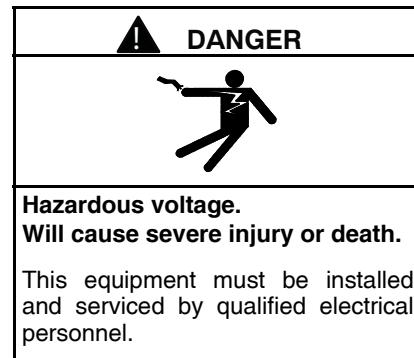 DANGER
Hazardous voltage.
Will cause severe injury or death.
This equipment must be installed
and serviced by qualified electrical
personnel.